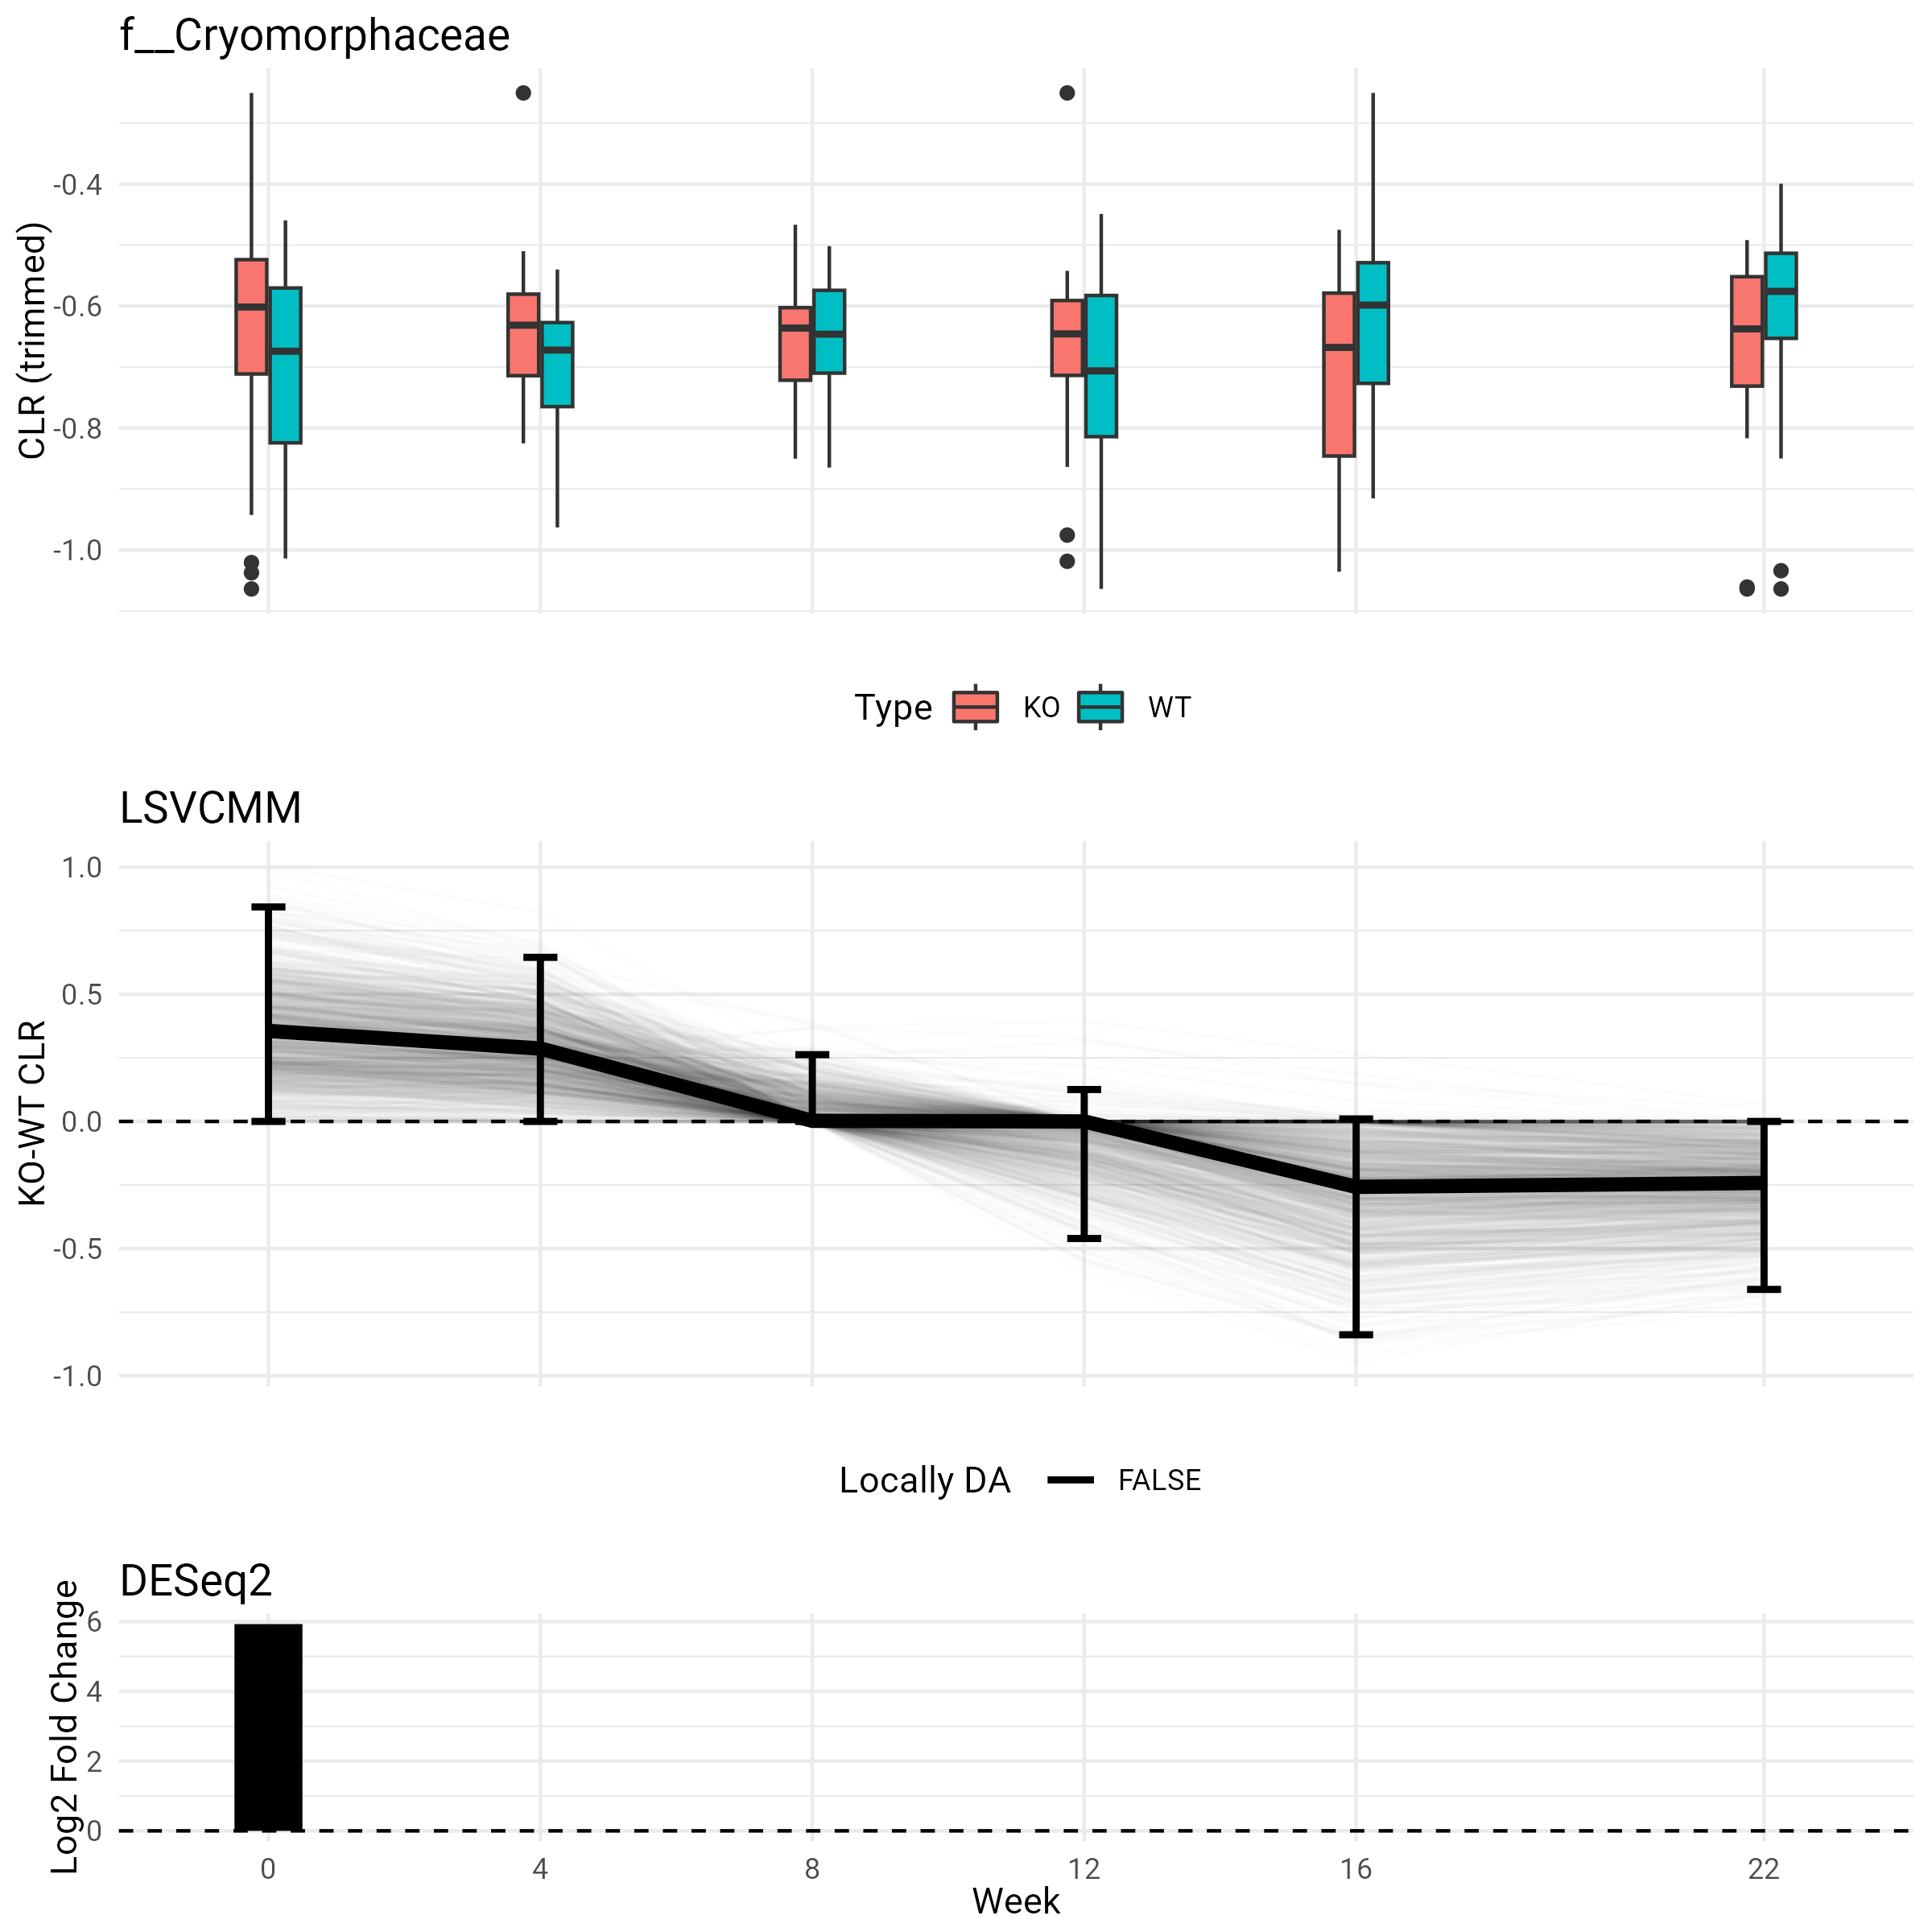 f__Cryomorphaceae
CLR (trimmed)
-0.4
-0.6
-0.8
-1.0
Type KO WT
LSVCMM
KO-WT CLR
1.0
0.5
0.0
-0.5
-1.0
Locally DA FALSE
DESeq2
Log2 Fold Change
6
4
2
0
0 4 8 12 16 22
Week